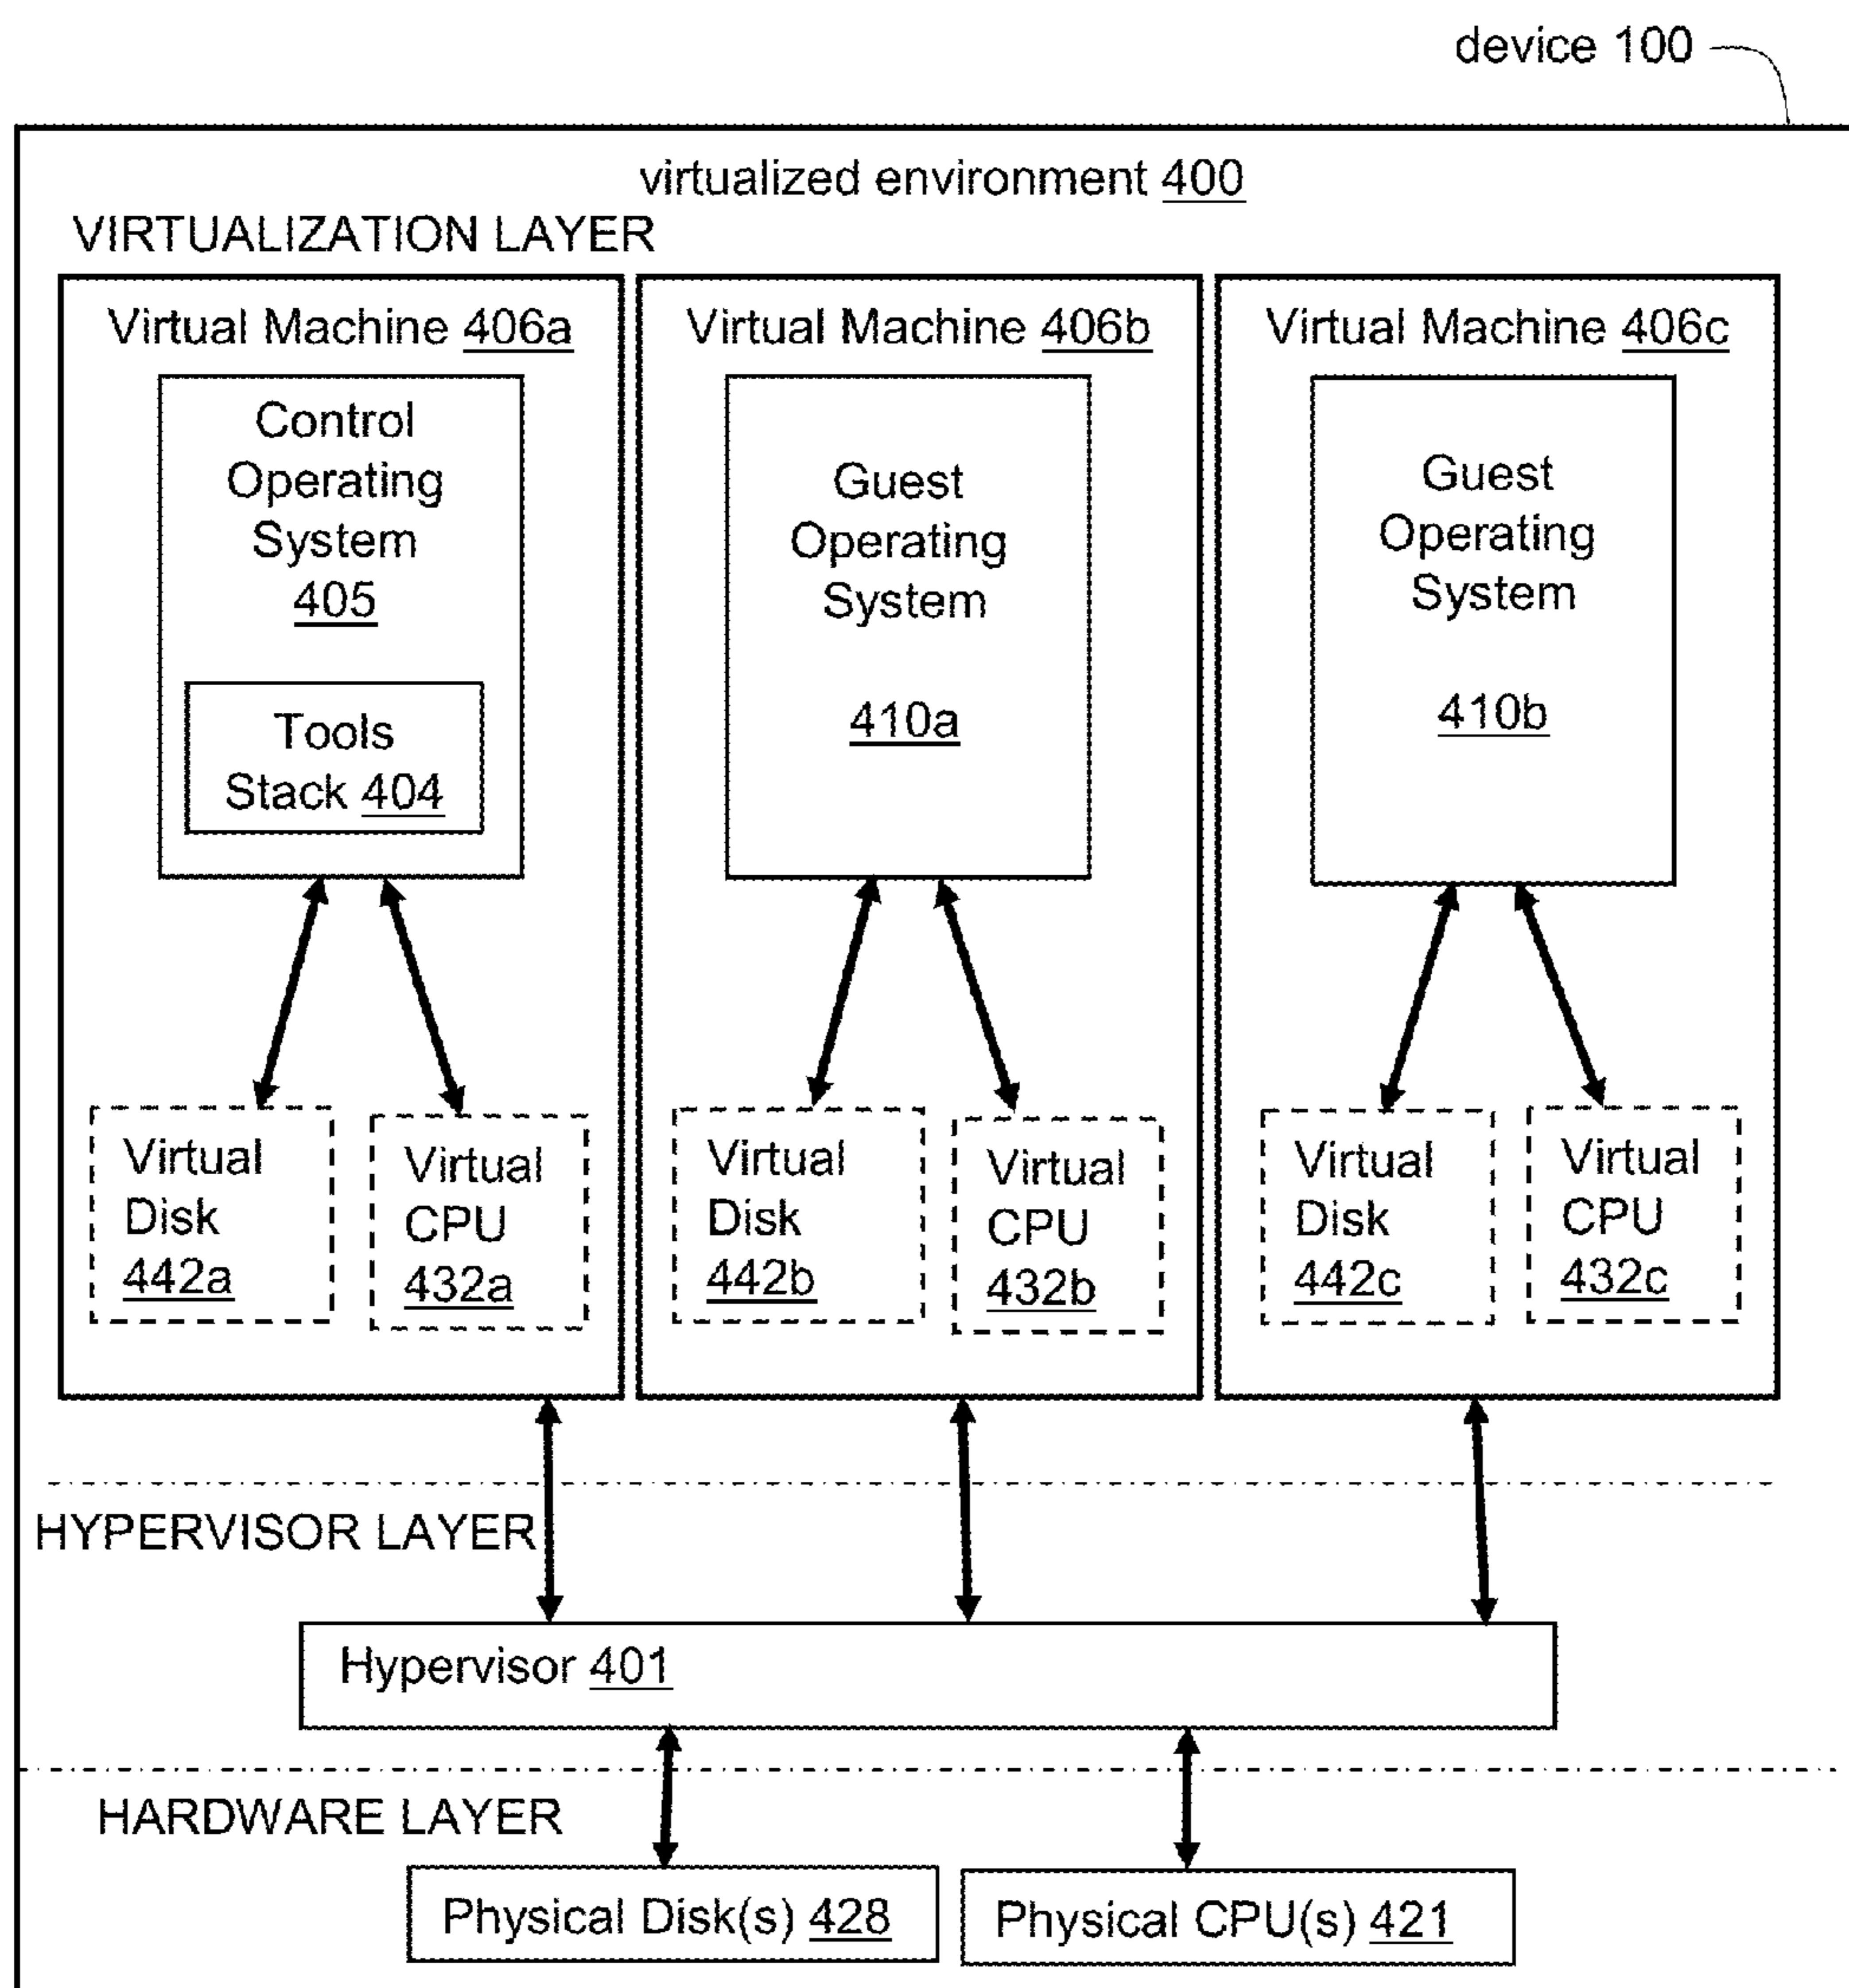 device 100
virtualized environment 400
VIRTUALIZATION LAYER
Virtual Machine 406a
Control
Operating
System
405
Tools
Stack 404
Virtual
Disk
442a
Virtual
CPU
432a
Virtual Machine 406b
Guest
Operating
System
410a
Virtual
Disk
442b
Virtual
CPU
432b
Virtual Machine 406c
Guest
Operating
System
410b
Virtual
Disk
442c
Virtual
CPU
432c
HYPERVISOR LAYER
Hypervisor 401
HARDWARE LAYER
Physical Disk(s) 428
Physical CPU(s) 421